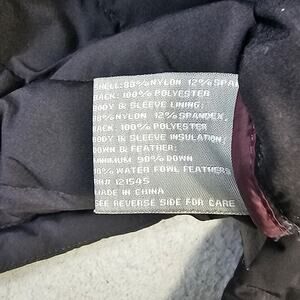 SHELL: 88% NYLON 12% SPAN
BACK: 100% POLYESTER
BODY & SLEEVE LINING:
88% NYLON 12% SPANDEX,
BACK: 100% POLYESTER
BODY & SLEEVE INSULATION:
DOWN & FEATHER:
MINIMUM 90% DOWN
10% WATER FOWL FEATHERS
RN# 121545
MADE IN CHINA
SEE REVERSE SIDE FOR CARE